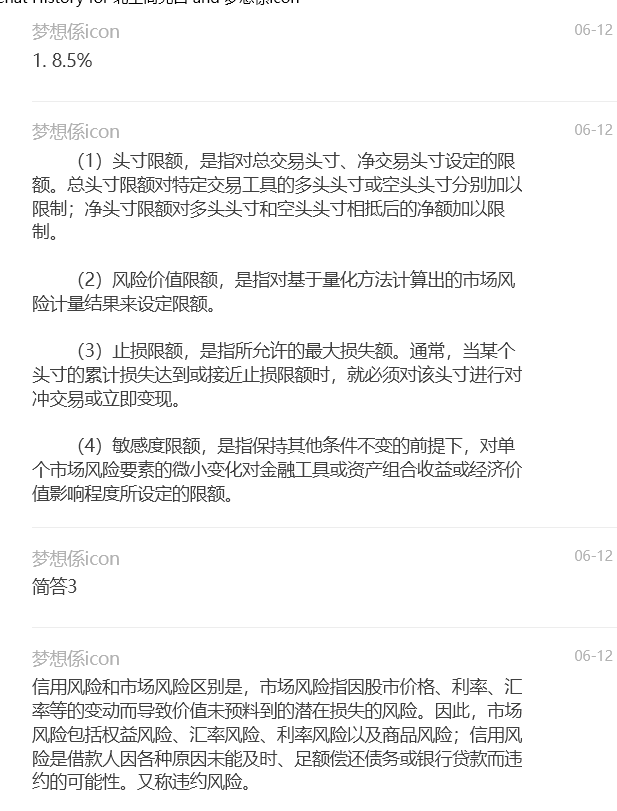 Chat History for 北空阔先四 and 梦想係icon
梦想係icon 06-12
1. 8.5%
梦想係icon 06-12
（1）头寸限额，是指对总交易头寸、净交易头寸设定的限
额。总头寸限额对特定交易工具的多头头寸或空头头寸分别加以
限制；净头寸限额对多头头寸和空头头寸相抵后的净额加以限
制。
（2）风险价值限额，是指对基于量化方法计算出的市场风
险计量结果来设定限额。
（3）止损限额，是指所允许的最大损失额。通常，当某个
头寸的累计损失达到或接近止损限额时，就必须对该头寸进行对
冲交易或立即变现。
（4）敏感度限额，是指保持其他条件不变的前提下，对单
个市场风险要素的微小变化对金融工具或资产组合收益或经济价
值影响程度所设定的限额。
梦想係icon 06-12
简答3
梦想係icon 06-12
信用风险和市场风险区别是，市场风险指因股市价格、利率、汇
率等的变动而导致价值未预料到的潜在损失的风险。因此，市场
风险包括权益风险、汇率风险、利率风险以及商品风险；信用风
险是借款人因各种原因未能及时、足额偿还债务或银行贷款而违
约的可能性。又称违约风险。